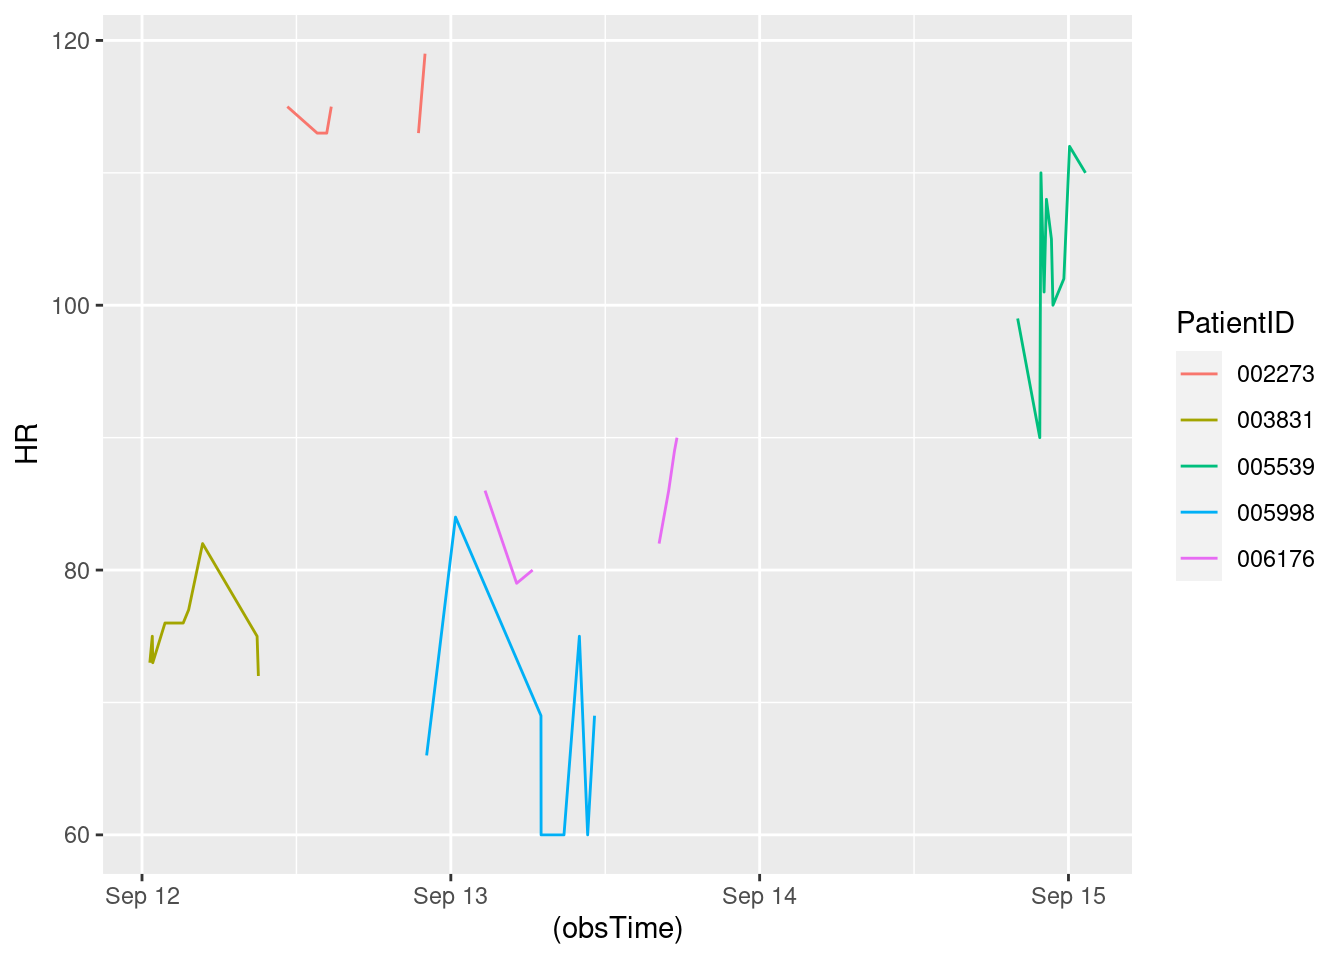 120
100
80
60
HR
Sep 12
Sep 13
Sep 14
Sep 15
(obsTime)
PatientID
002273
003831
005539
005998
006176